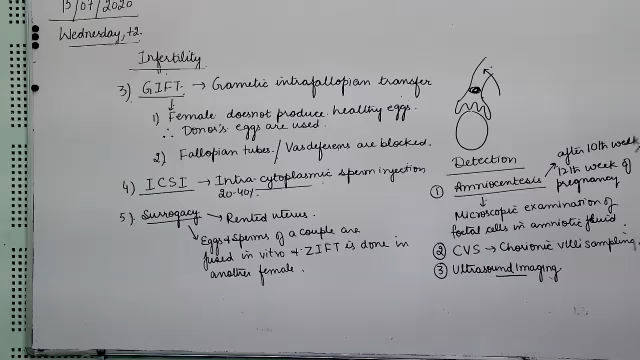 13/07/2020
Wednesday, +2.
Infertility
3) GIFT. → Gametic intrafallopian transfer
1) Female doesnot produce healthy eggs.
∴ Donor's eggs are used.
2) Fallopian tubes / Vas deferens are blocked.
4) ICSI → Intra-cytoplasmic sperm injection
20-40%
5) Surrogacy → Rented uterus.
Eggs & Sperms of a couple are
fused in vitro & ZIFT is done in
another female.
Detection
after 10th week
12th week of
pregnancy
① Amniocentesis
Microscopic examination of
foetal cells in amniotic fluid
② CVS → Chorionic villi sampling.
③ Ultrasound Imaging